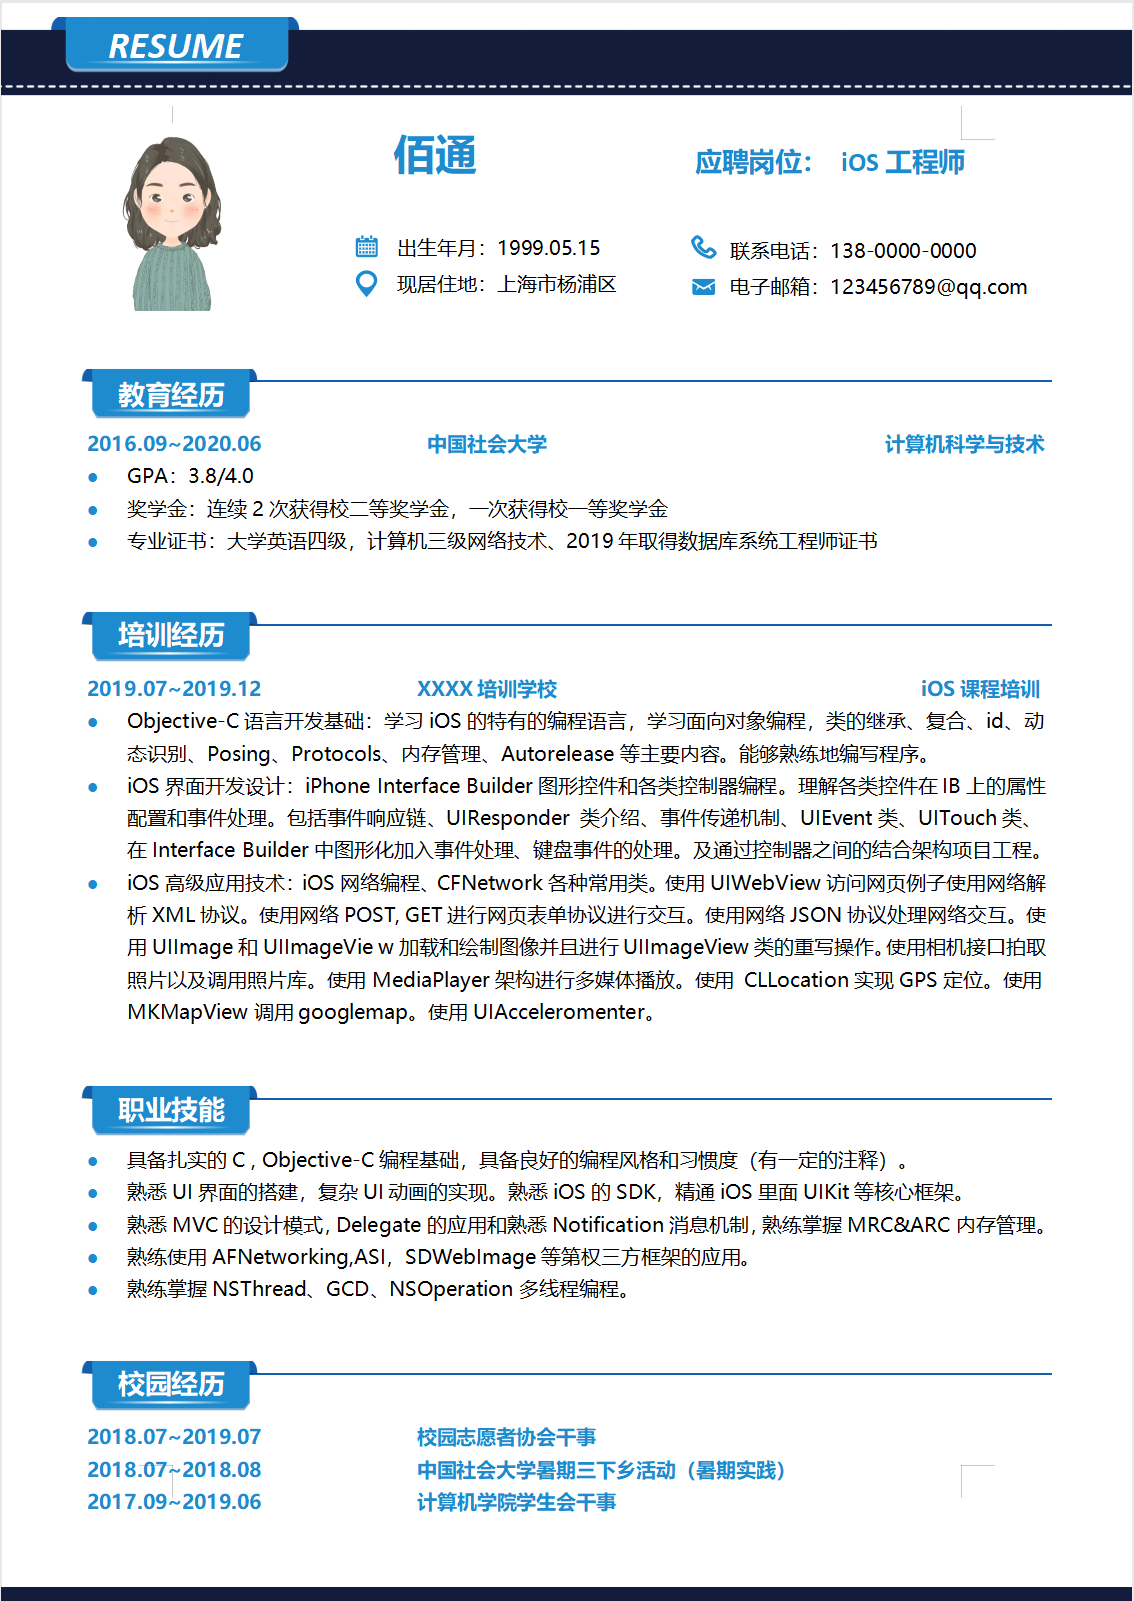 RESUME
佰通
应聘岗位： iOS 工程师
出生年月：1999.05.15
联系电话：138-0000-0000
现居住地：上海市杨浦区
电子邮箱：123456789@qq.com
教育经历
2016.09~2020.06 中国社会大学 计算机科学与技术
GPA：3.8/4.0
奖学金：连续 2 次获得校二等奖学金，一次获得校一等奖学金
专业证书：大学英语四级，计算机三级网络技术、2019 年取得数据库系统工程师证书
培训经历
2019.07~2019.12 XXXX 培训学校 iOS 课程培训
Objective-C 语言开发基础：学习 iOS 的特有的编程语言，学习面向对象编程，类的继承、复合、id、动
态识别、Posing、Protocols、内存管理、Autorelease 等主要内容。能够熟练地编写程序。
iOS 界面开发设计：iPhone Interface Builder 图形控件和各类控制器编程。理解各类控件在 IB 上的属性
配置和事件处理。包括事件响应链、UIResponder 类介绍、事件传递机制、UIEvent 类、UITouch 类、
在 Interface Builder 中图形化加入事件处理、键盘事件的处理。及通过控制器之间的结合架构项目工程。
iOS 高级应用技术：iOS 网络编程、CFNetwork 各种常用类。使用 UIWebView 访问网页例子使用网络解
析 XML 协议。使用网络 POST, GET 进行网页表单协议进行交互。使用网络 JSON 协议处理网络交互。使
用 UIImage 和 UIImageVie w 加载和绘制图像并且进行 UIImageView 类的重写操作。使用相机接口拍取
照片以及调用照片库。使用 MediaPlayer 架构进行多媒体播放。使用 CLLocation 实现 GPS 定位。使用
MKMapView 调用 googlemap。使用 UIAcceleromenter。
职业技能
具备扎实的 C , Objective-C 编程基础，具备良好的编程风格和习惯度（有一定的注释）。
熟悉 UI 界面的搭建，复杂 UI 动画的实现。熟悉 iOS 的 SDK，精通 iOS 里面 UIKit 等核心框架。
熟悉 MVC 的设计模式, Delegate 的应用和熟悉 Notification 消息机制, 熟练掌握 MRC&ARC 内存管理。
熟练使用 AFNetworking,ASI，SDWebImage 等第权三方框架的应用。
熟练掌握 NSThread、GCD、NSOperation 多线程编程。
校园经历
2018.07~2019.07 校园志愿者协会干事
2018.07~2018.08 中国社会大学暑期三下乡活动（暑期实践）
2017.09~2019.06 计算机学院学生会干事